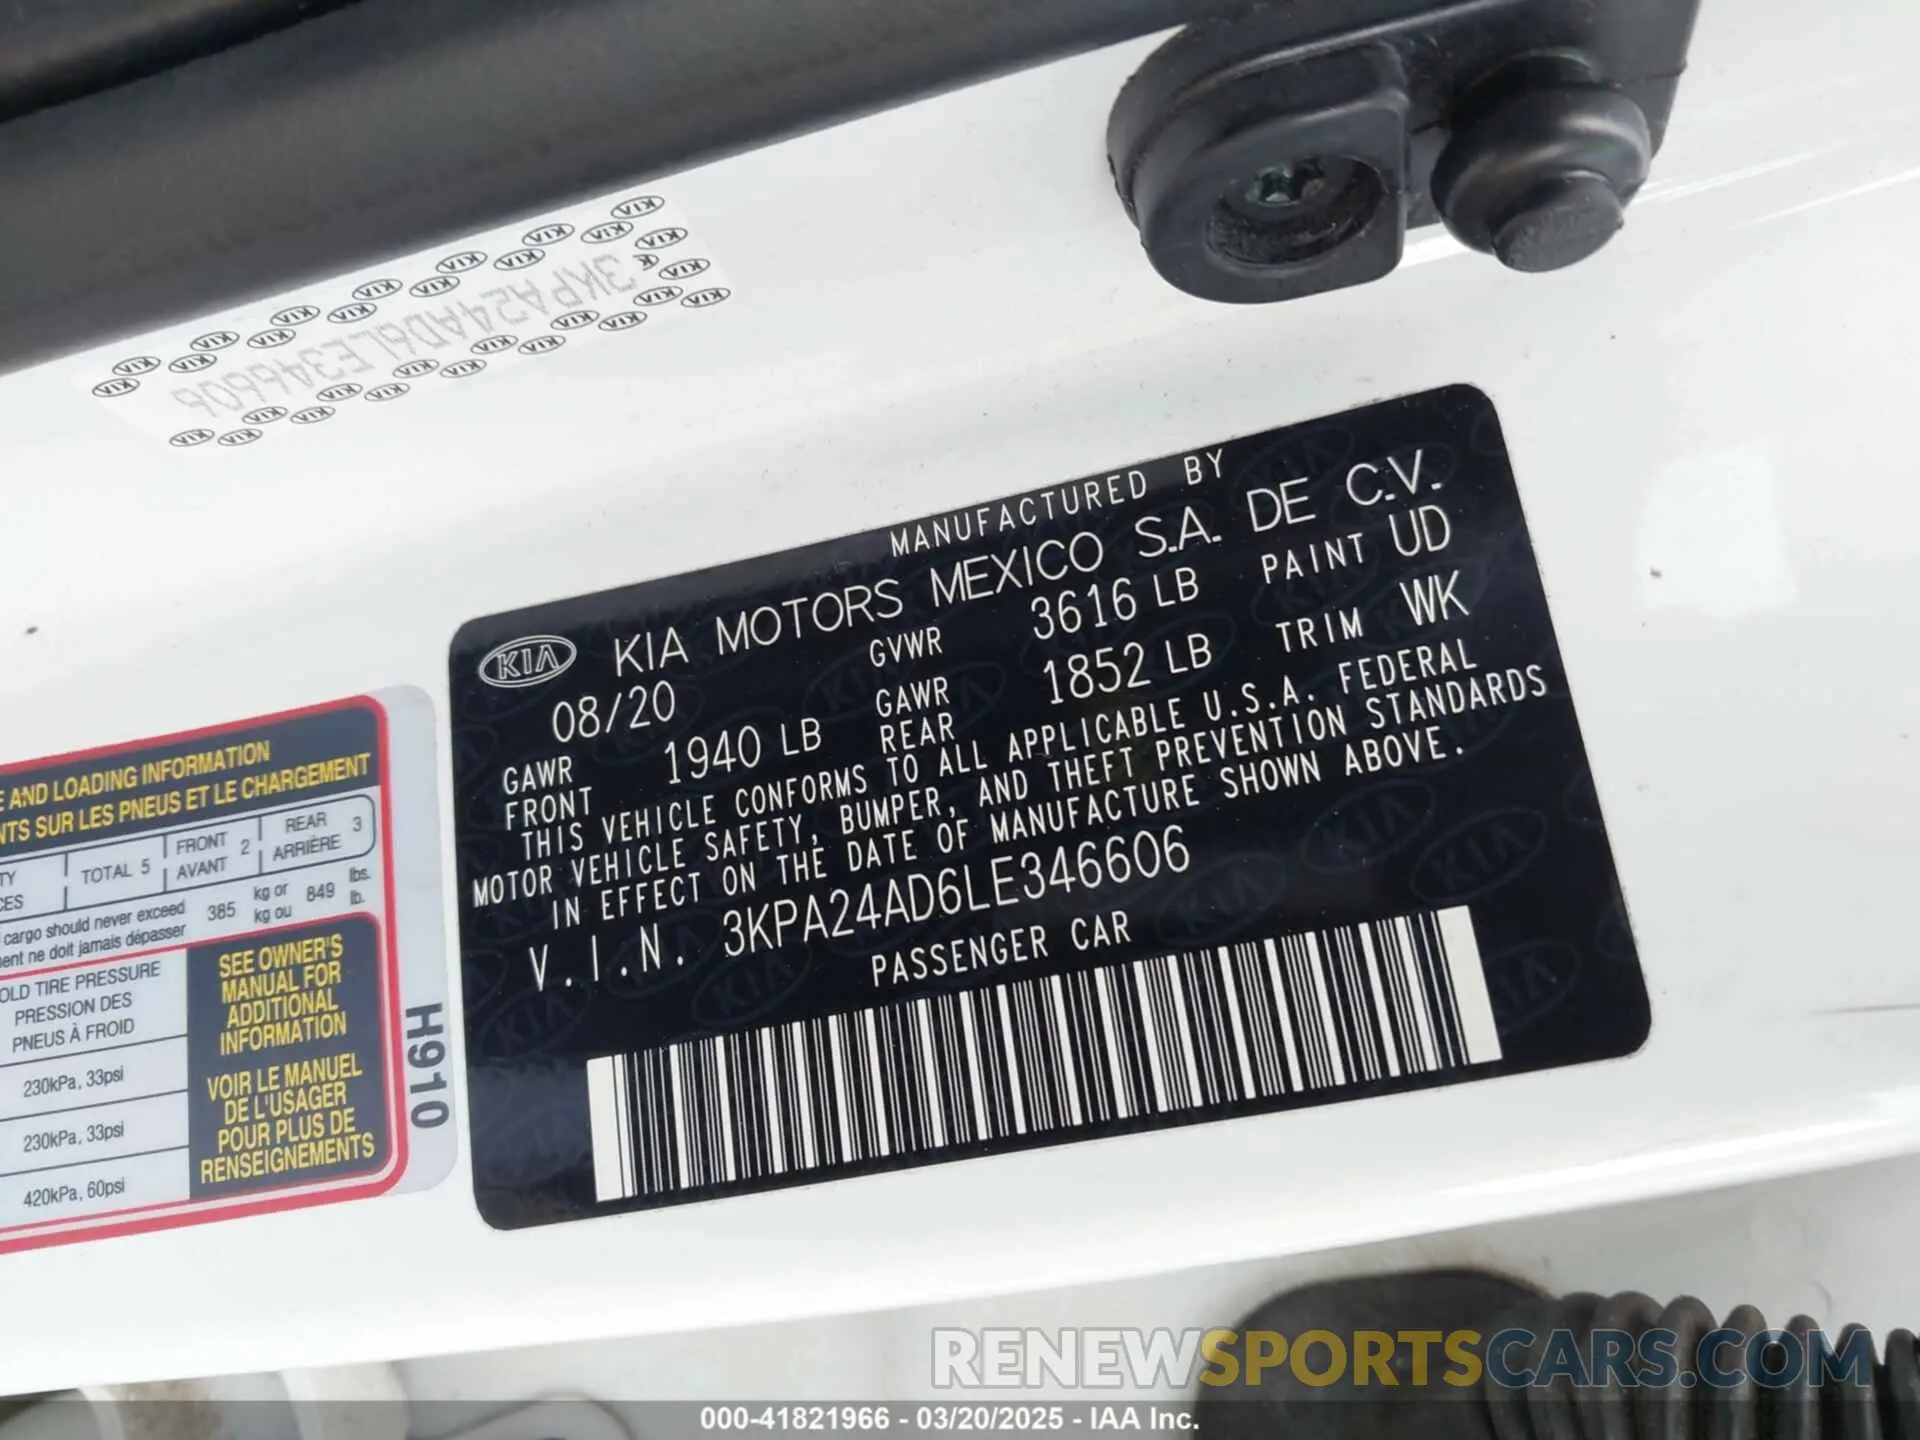 3KPA24AD6LE346606
MANUFACTURED BY
KIA MOTORS MEXICO S.A. DE C.V.
KIA
08/20 GVWR 3616 LB PAINT UD
GAWR FRONT 1940 LB GAWR REAR 1852 LB TRIM WK
THIS VEHICLE CONFORMS TO ALL APPLICABLE U.S.A. FEDERAL
MOTOR VEHICLE SAFETY, BUMPER, AND THEFT PREVENTION STANDARDS
IN EFFECT ON THE DATE OF MANUFACTURE SHOWN ABOVE.
V.I.N. 3KPA24AD6LE346606
PASSENGER CAR
AND LOADING INFORMATION
SUR LES PNEUS ET LE CHARGEMENT
TOTAL 5
FRONT 2
AVANT
REAR 3
ARRIÈRE
cargo should never exceed 385 kg or 849 lbs.
ne doit jamais dépasser kg ou lb.
TIRE PRESSURE
PRESSION DES
PNEUS À FROID
230kPa, 33psi
230kPa, 33psi
420kPa, 60psi
SEE OWNER'S
MANUAL FOR
ADDITIONAL
INFORMATION
VOIR LE MANUEL
DE L'USAGER
POUR PLUS DE
RENSEIGNEMENTS
H910
RENEWSPORTSCARS.COM
000-41821966 - 03/20/2025 - IAA Inc.